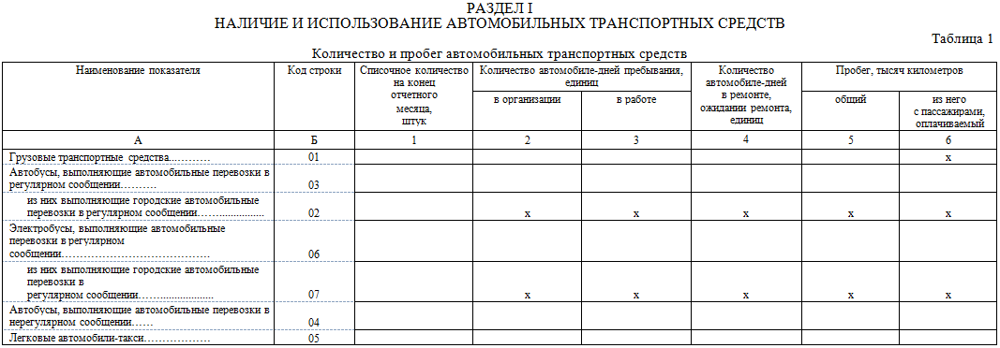 РАЗДЕЛ I
НАЛИЧИЕ И ИСПОЛЬЗОВАНИЕ АВТОМОБИЛЬНЫХ ТРАНСПОРТНЫХ СРЕДСТВ
Таблица 1
Количество и пробег автомобильных транспортных средств
Наименование показателя
Код строки
Списочное количество
на конец
отчетного
месяца,
штук
Количество автомобиле-дней пребывания,
единиц
в организации
в работе
Количество
автомобиле-дней
в ремонте,
ожидании ремонта,
единиц
Пробег, тысяч километров
общий
из него
с пассажирами,
оплачиваемый
А Б 1 2 3 4 5 6
Грузовые транспортные средства............ 01 х
Автобусы, выполняющие автомобильные перевозки в
регулярном сообщении.......... 03
из них выполняющие городские автомобильные
перевозки в регулярном сообщении..................... 02 х х х х х
Электробусы, выполняющие автомобильные
перевозки в регулярном
сообщении........................................ 06
из них выполняющие городские автомобильные
перевозки в
регулярном сообщении......................... 07 х х х х х
Автобусы, выполняющие автомобильные перевозки в
нерегулярном сообщении...... 04
Легковые автомобили-такси.................. 05